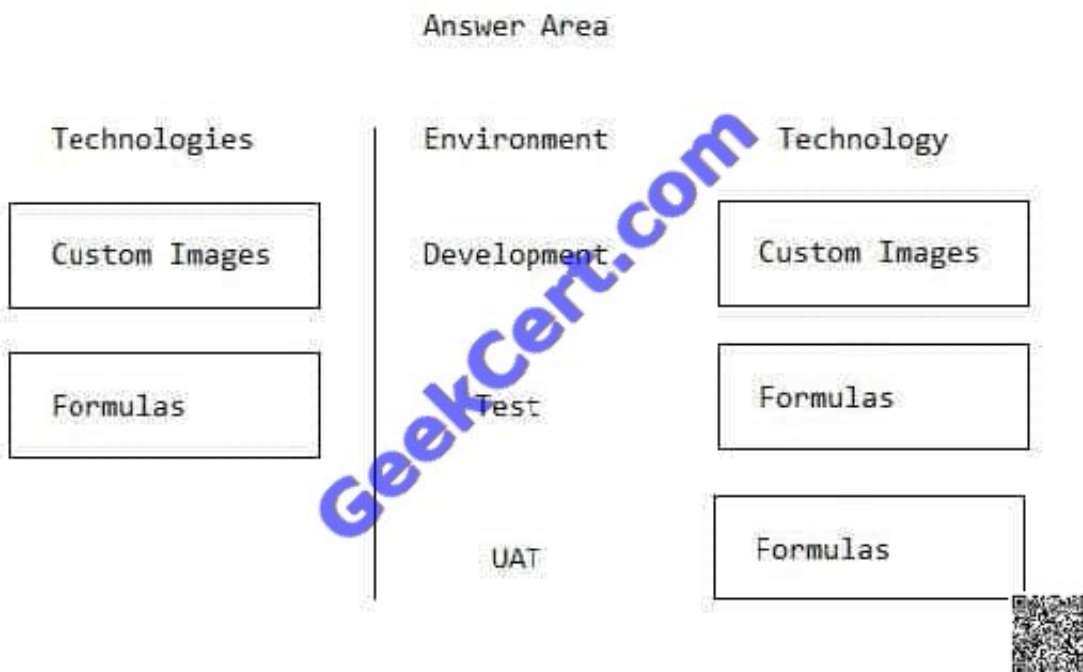 Answer Area
Technologies
Environment
Technology
Custom Images
Development
Custom Images
Formulas
Test
Formulas
UAT
Formulas
GeekCert.com